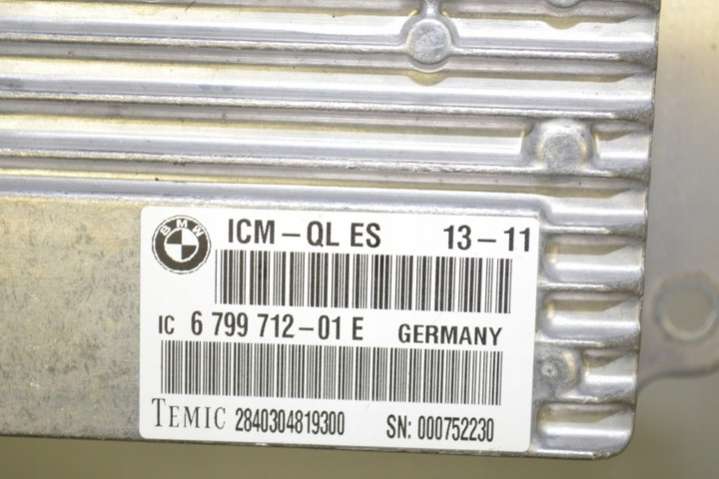 BMW
ICM-QL ES 13-11
IC 6 799 712-01 E GERMANY
TEMIC 2840304819300 SN: 000752230